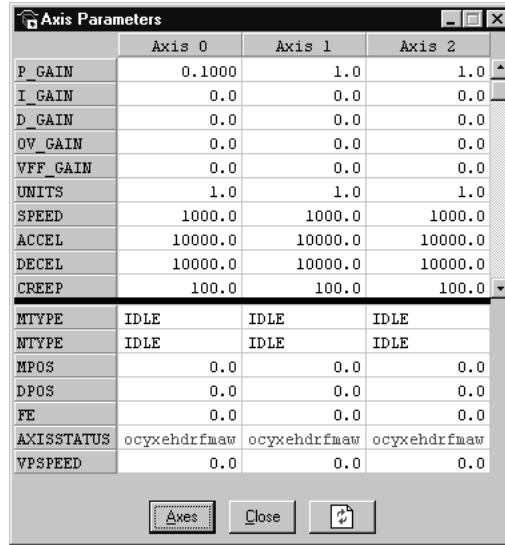 Axis Parameters
Axis 0 Axis 1 Axis 2
P_GAIN 0.1000 1.0 1.0
I_GAIN 0.0 0.0 0.0
D_GAIN 0.0 0.0 0.0
OV_GAIN 0.0 0.0 0.0
VFF_GAIN 0.0 0.0 0.0
UNITS 1.0 1.0 1.0
SPEED 1000.0 1000.0 1000.0
ACCEL 10000.0 10000.0 10000.0
DECEL 10000.0 10000.0 10000.0
CREEP 100.0 100.0 100.0
MTYPE IDLE IDLE IDLE
NTYPE IDLE IDLE IDLE
MPOS 0.0 0.0 0.0
DPOS 0.0 0.0 0.0
FE 0.0 0.0 0.0
AXISSTATUS ocyxehdrfmaw ocyxehdrfmaw ocyxehdrfmaw
VPSPEED 0.0 0.0 0.0
Axes Close